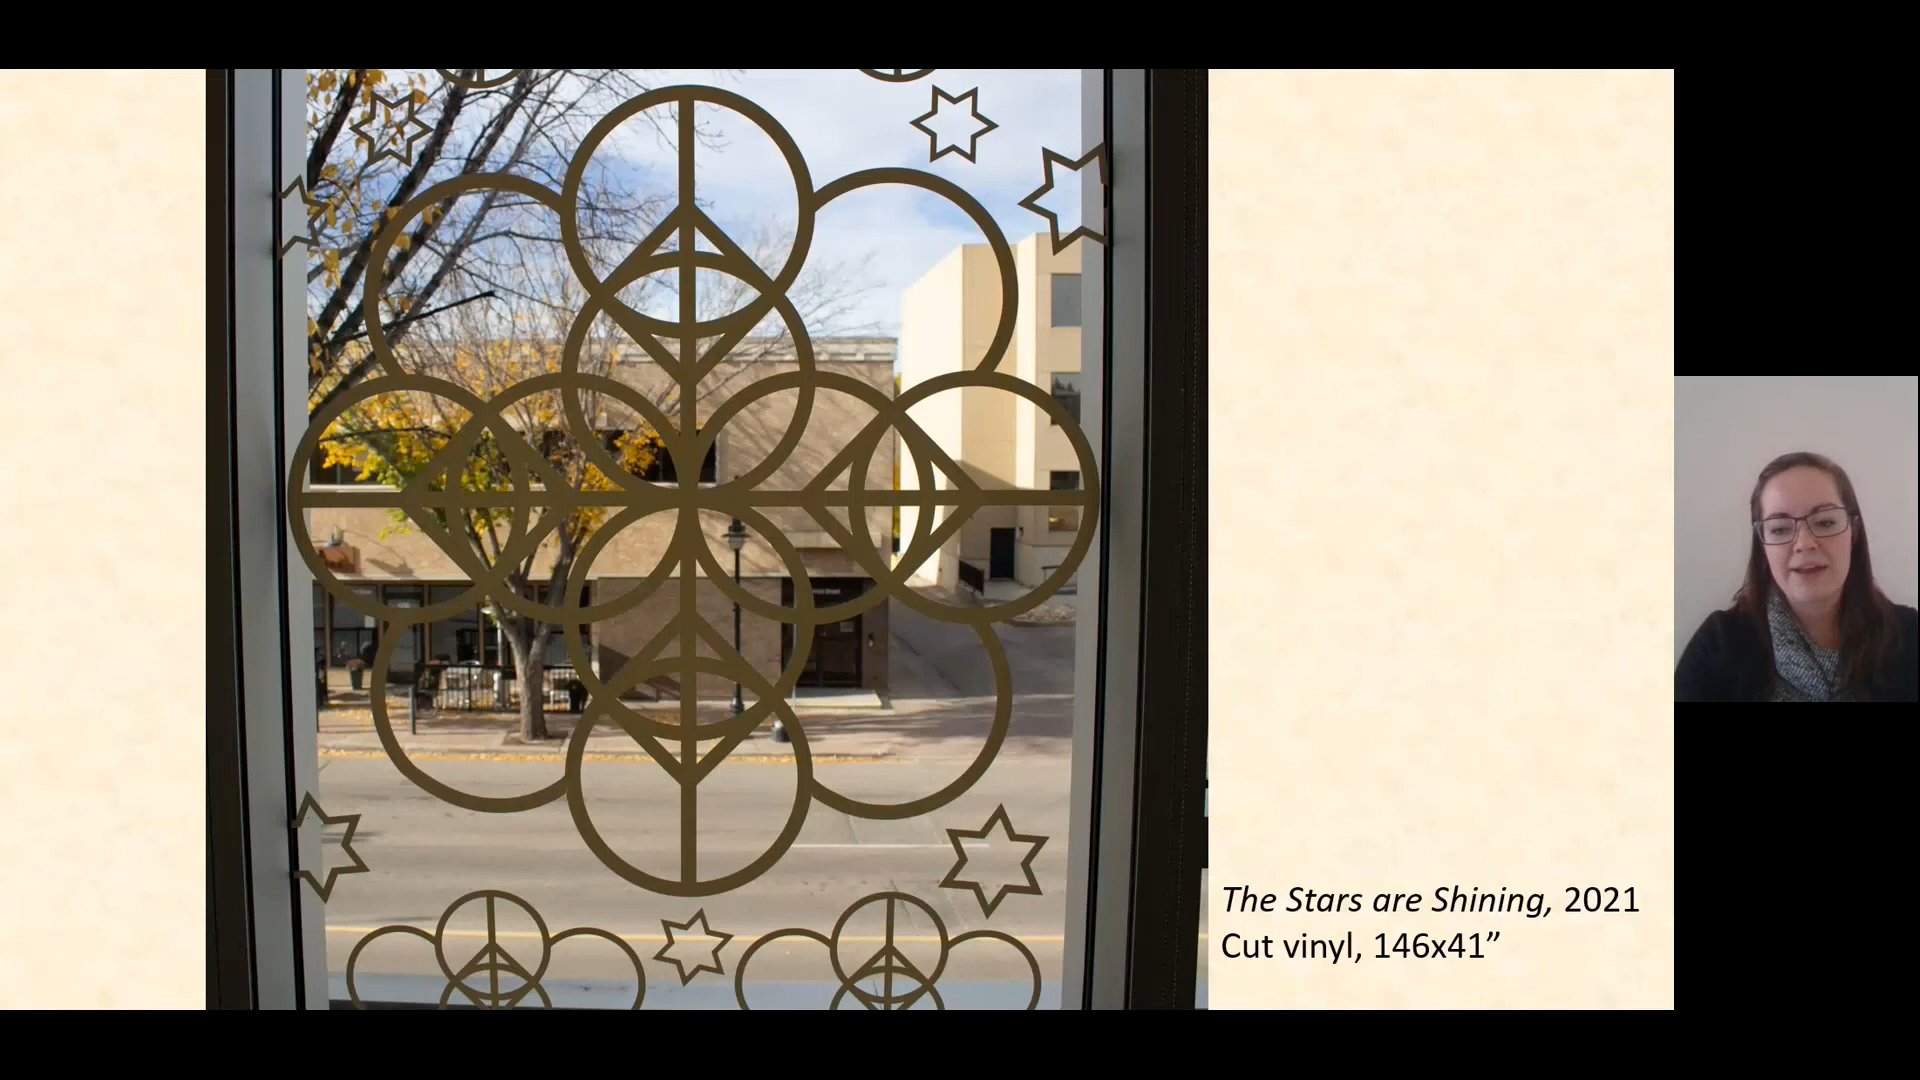 The Stars are Shining, 2021
Cut vinyl, 146x41”